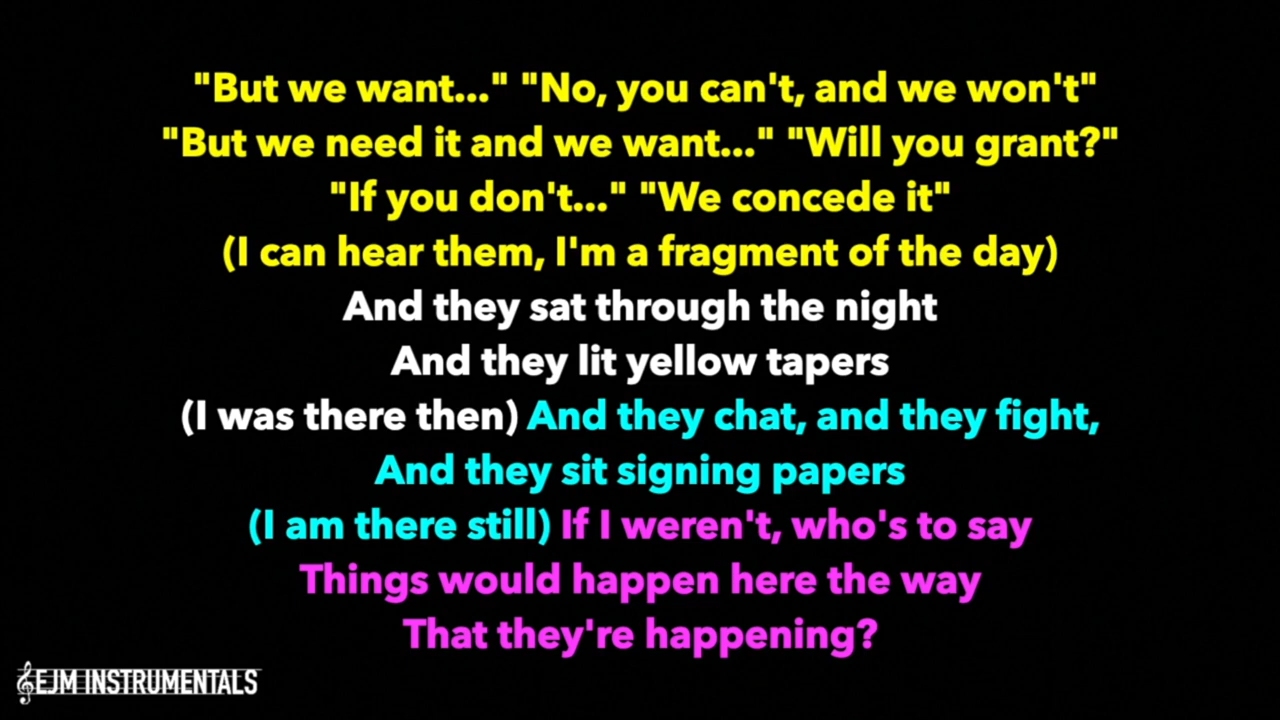 "But we want..." "No, you can't, and we won't"
"But we need it and we want..." "Will you grant?"
"If you don't..." "We concede it"
(I can hear them, I'm a fragment of the day)
And they sat through the night
And they lit yellow tapers
(I was there then) And they chat, and they fight,
And they sit signing papers
(I am there still) If I weren't, who's to say
Things would happen here the way
That they're happening?
EJM INSTRUMENTALS